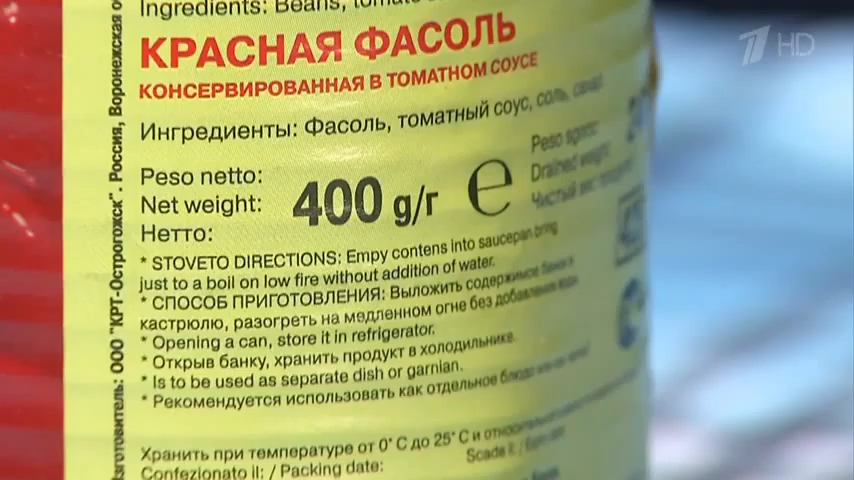 Ingredients: Beans,
КРАСНАЯ ФАСОЛЬ
КОНСЕРВИРОВАННАЯ В ТОМАТНОМ СОУСЕ
Ингредиенты: Фасоль, томатный соус, соль, сахар
Peso netto:
Net weight:
Нетто:
400 g/г e
Peso sgocc
Drained weight
Чистый вес
* STOVETO DIRECTIONS: Empy contens into saucepan bring
just to a boil on low fire without addition of water.
* СПОСОБ ПРИГОТОВЛЕНИЯ: Выложить содержимое банки в
кастрюлю, разогреть на медленном огне без добавления воды.
* Opening a can, store it in refrigerator.
* Открыв банку, хранить продукт в холодильнике.
* Is to be used as separate dish or garnian.
* Рекомендуется использовать как отдельное блюдо или
Хранить при температуре от 0° С до 25° С и относительной
Confezionato il: / Packing date:
Scade il: /
Изготовитель: ООО "КРТ-Острогожск". Россия, Воронежская
1 HD